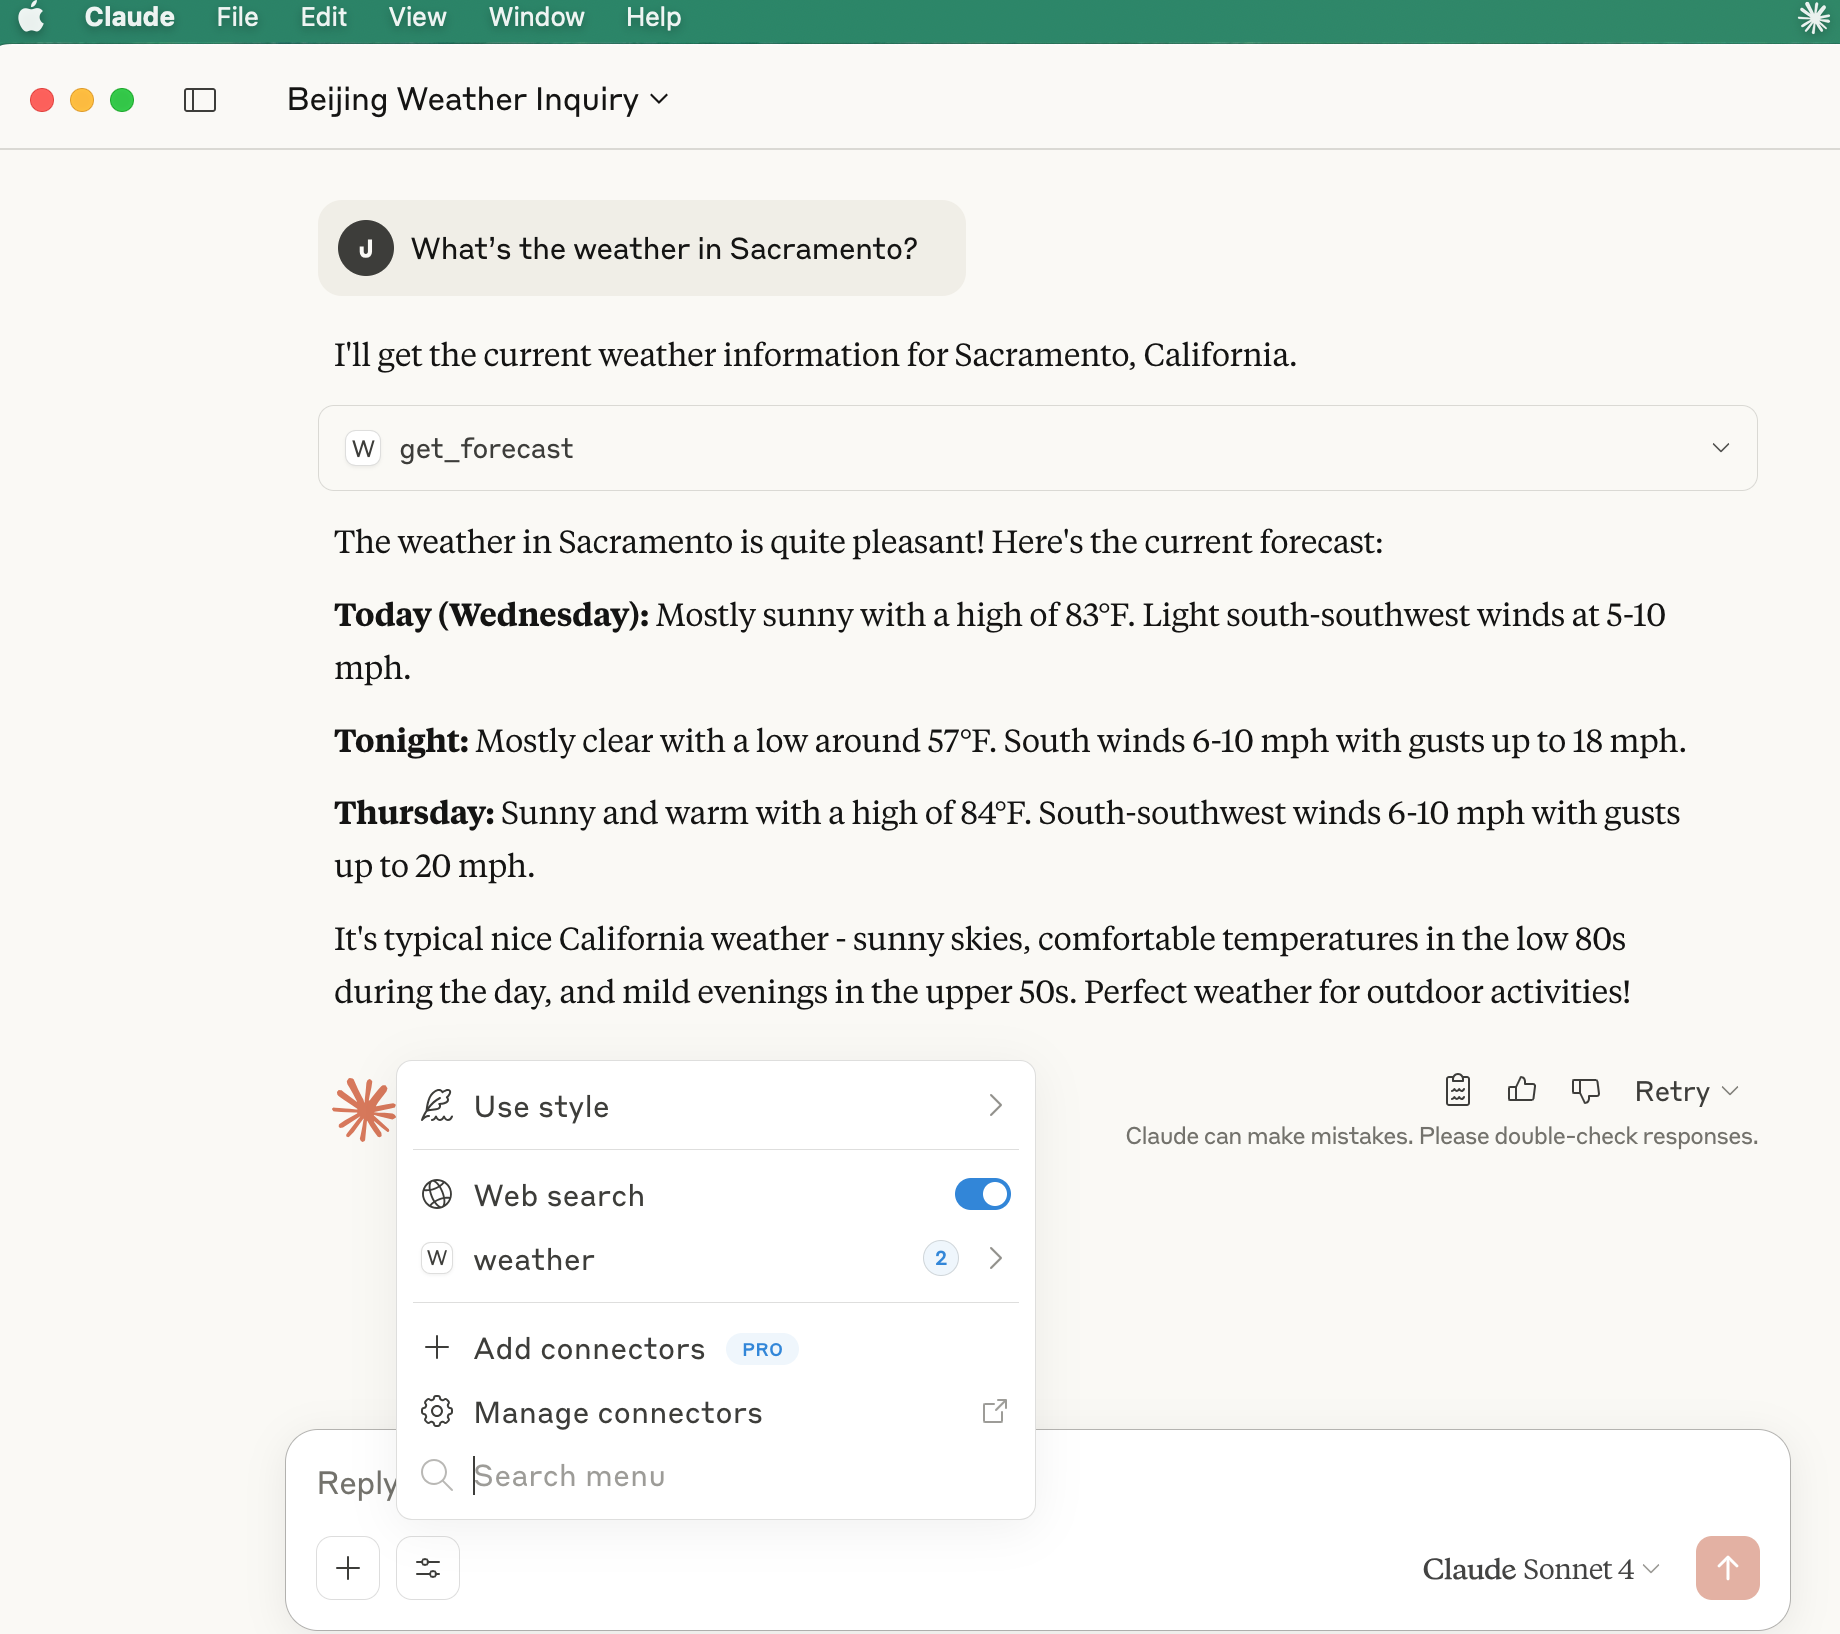 Claude File Edit View Window Help
Beijing Weather Inquiry
J What's the weather in Sacramento?
I'll get the current weather information for Sacramento, California.
W get_forecast
The weather in Sacramento is quite pleasant! Here's the current forecast:
Today (Wednesday): Mostly sunny with a high of 83°F. Light south-southwest winds at 5-10
mph.
Tonight: Mostly clear with a low around 57°F. South winds 6-10 mph with gusts up to 18 mph.
Thursday: Sunny and warm with a high of 84°F. South-southwest winds 6-10 mph with gusts
up to 20 mph.
It's typical nice California weather - sunny skies, comfortable temperatures in the low 80s
during the day, and mild evenings in the upper 50s. Perfect weather for outdoor activities!
Retry
Claude can make mistakes. Please double-check responses.
Use style
Web search
W weather 2
Add connectors PRO
Manage connectors
Search menu
Reply
Claude Sonnet 4